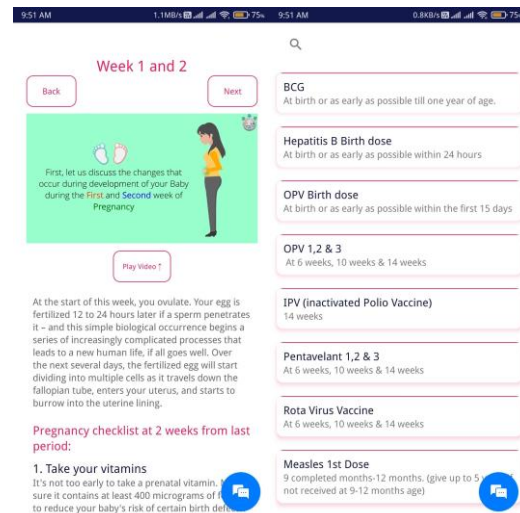 9:51 AM 1.1MB/s 75%
Week 1 and 2
Back
Next
First, let us discuss the changes that
occur during development of your Baby
during the First and Second week of
Pregnancy
Play Video ↑
At the start of this week, you ovulate. Your egg is
fertilized 12 to 24 hours later if a sperm penetrates
it – and this simple biological occurrence begins a
series of increasingly complicated processes that
leads to a new human life, if all goes well. Over
the next several days, the fertilized egg will start
dividing into multiple cells as it travels down the
fallopian tube, enters your uterus, and starts to
burrow into the uterine lining.
Pregnancy checklist at 2 weeks from last
period:
1. Take your vitamins
It's not too early to take a prenatal vitamin.
sure it contains at least 400 micrograms of
to reduce your baby's risk of certain birth
9:51 AM 0.8KB/s 75
BCG
At birth or as early as possible till one year of age.
Hepatitis B Birth dose
At birth or as early as possible within 24 hours
OPV Birth dose
At birth or as early as possible within the first 15 days
OPV 1,2 & 3
At 6 weeks, 10 weeks & 14 weeks
IPV (inactivated Polio Vaccine)
14 weeks
Pentavelant 1,2 & 3
At 6 weeks, 10 weeks & 14 weeks
Rota Virus Vaccine
At 6 weeks, 10 weeks & 14 weeks
Measles 1st Dose
9 completed months-12 months. (give up to 5
not received at 9-12 months age)